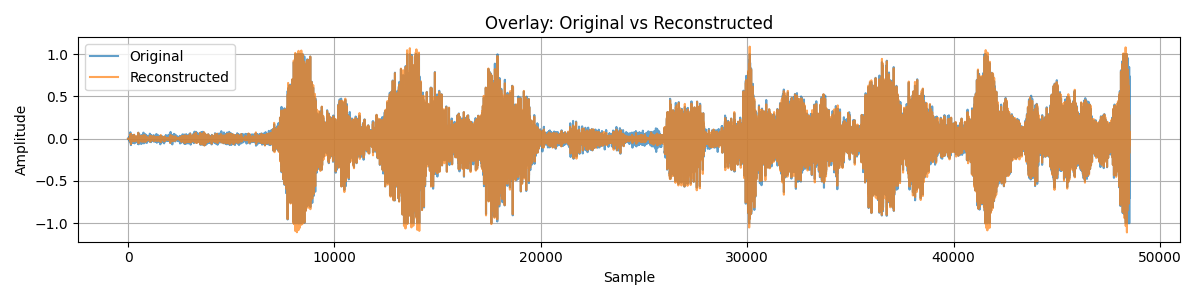 Overlay: Original vs Reconstructed
Original
Reconstructed
1.0
0.5
0.0
−0.5
−1.0
Amplitude
0 10000 20000 30000 40000 50000
Sample